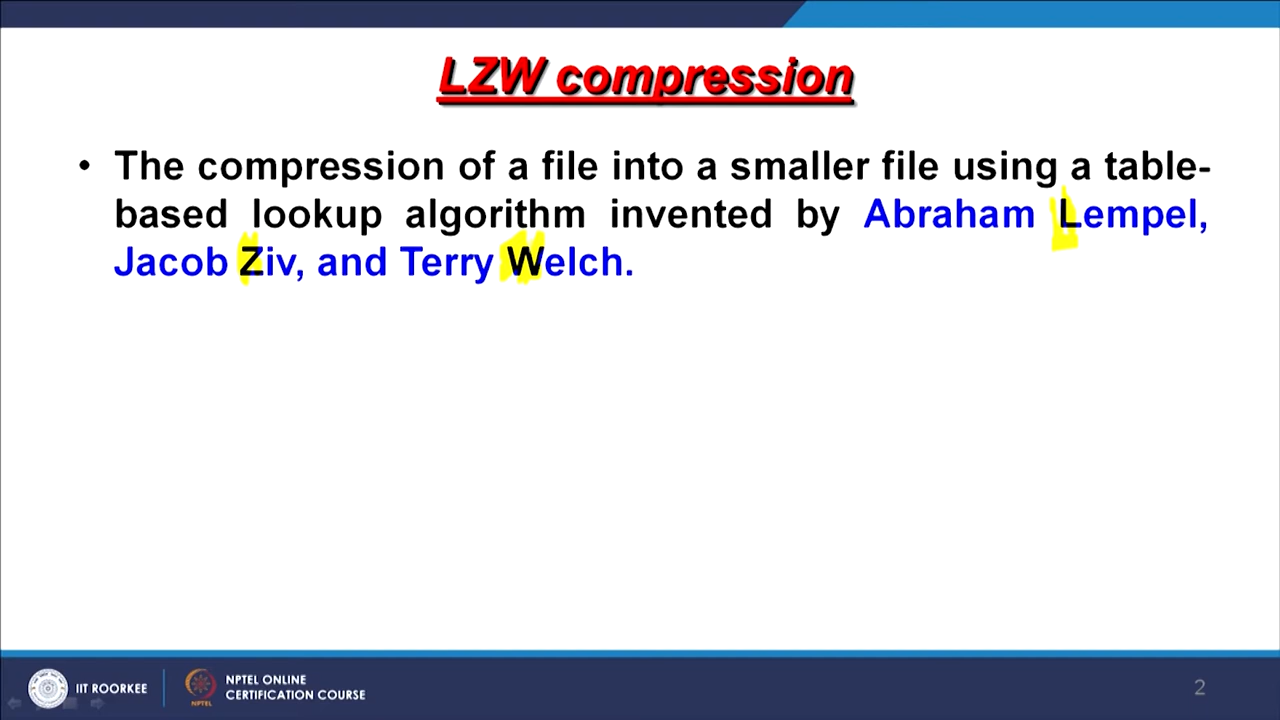 LZW compression
• The compression of a file into a smaller file using a table-
based lookup algorithm invented by Abraham Lempel,
Jacob Ziv, and Terry Welch.
IIT ROORKEE
NPTEL
NPTEL ONLINE
CERTIFICATION COURSE
2